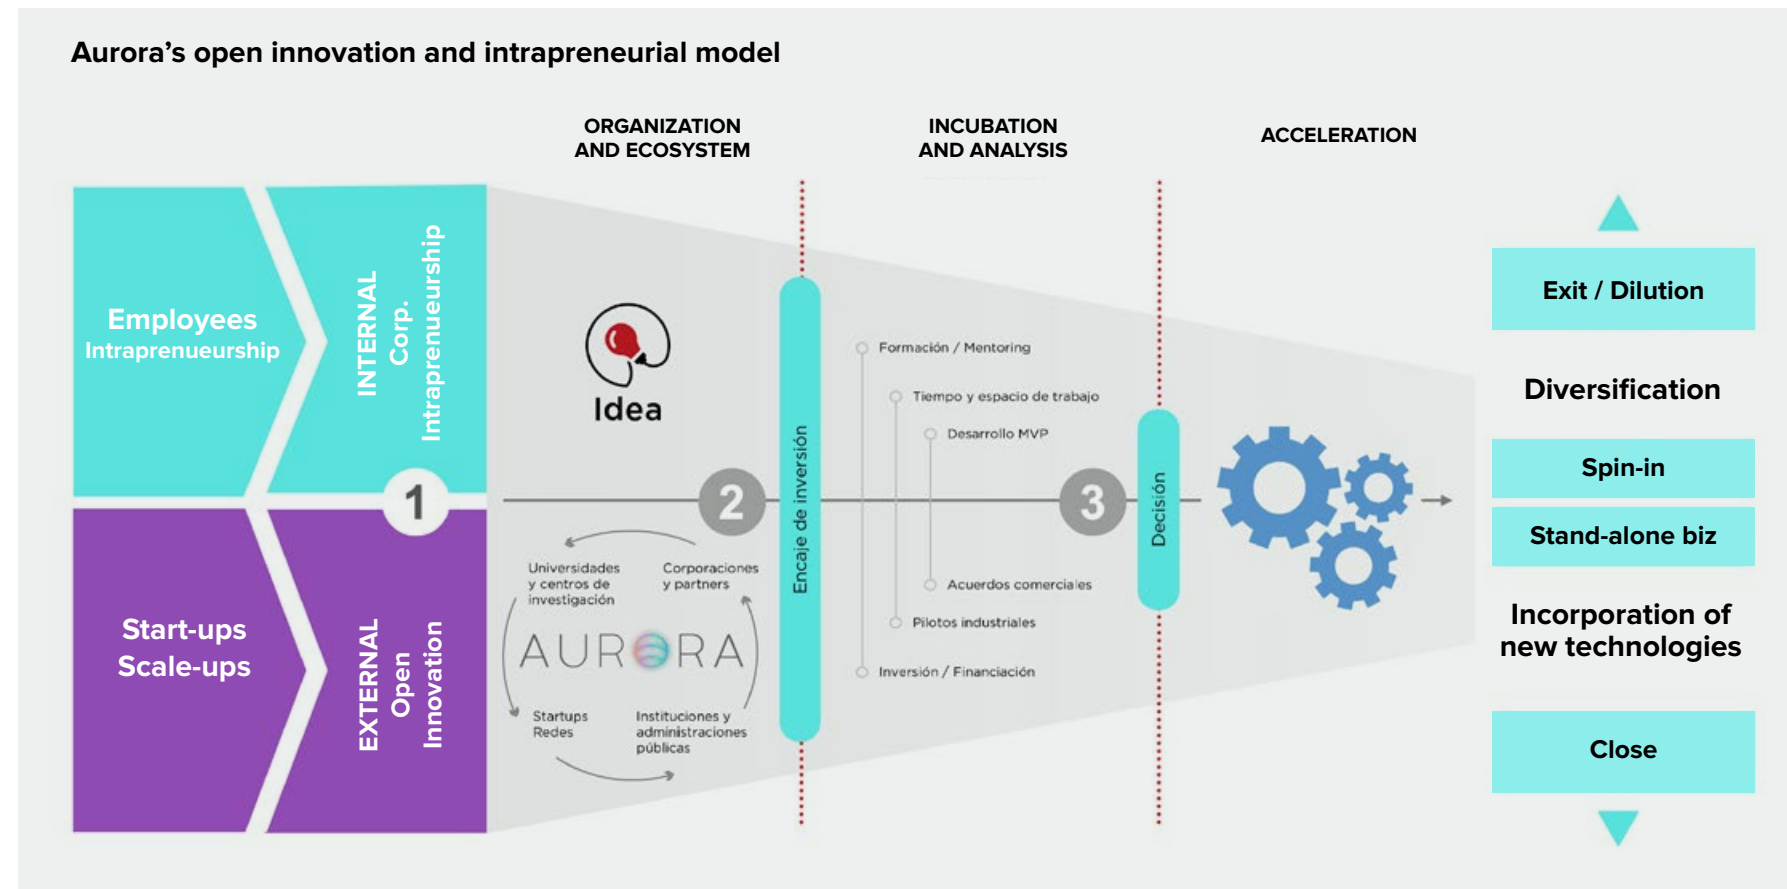 Aurora’s open innovation and intrapreneurial model
ORGANIZATION
AND ECOSYSTEM
INCUBATION
AND ANALYSIS
ACCELERATION
Employees
Intraprenueurship
INTERNAL
Corp.
Intraprenueurship
1
Start-ups
Scale-ups
EXTERNAL
Open
Innovation
Idea
2
Universidades
y centros de
investigación
Corporaciones
y partners
AURORA
Startups
Redes
Instituciones y
administraciones
públicas
Encaje de inversión
Formación / Mentoring
Tiempo y espacio de trabajo
Desarrollo MVP
3
Acuerdos comerciales
Pilotos industriales
Inversión / Financiación
Decisión
Exit / Dilution
Diversification
Spin-in
Stand-alone biz
Incorporation of
new technologies
Close